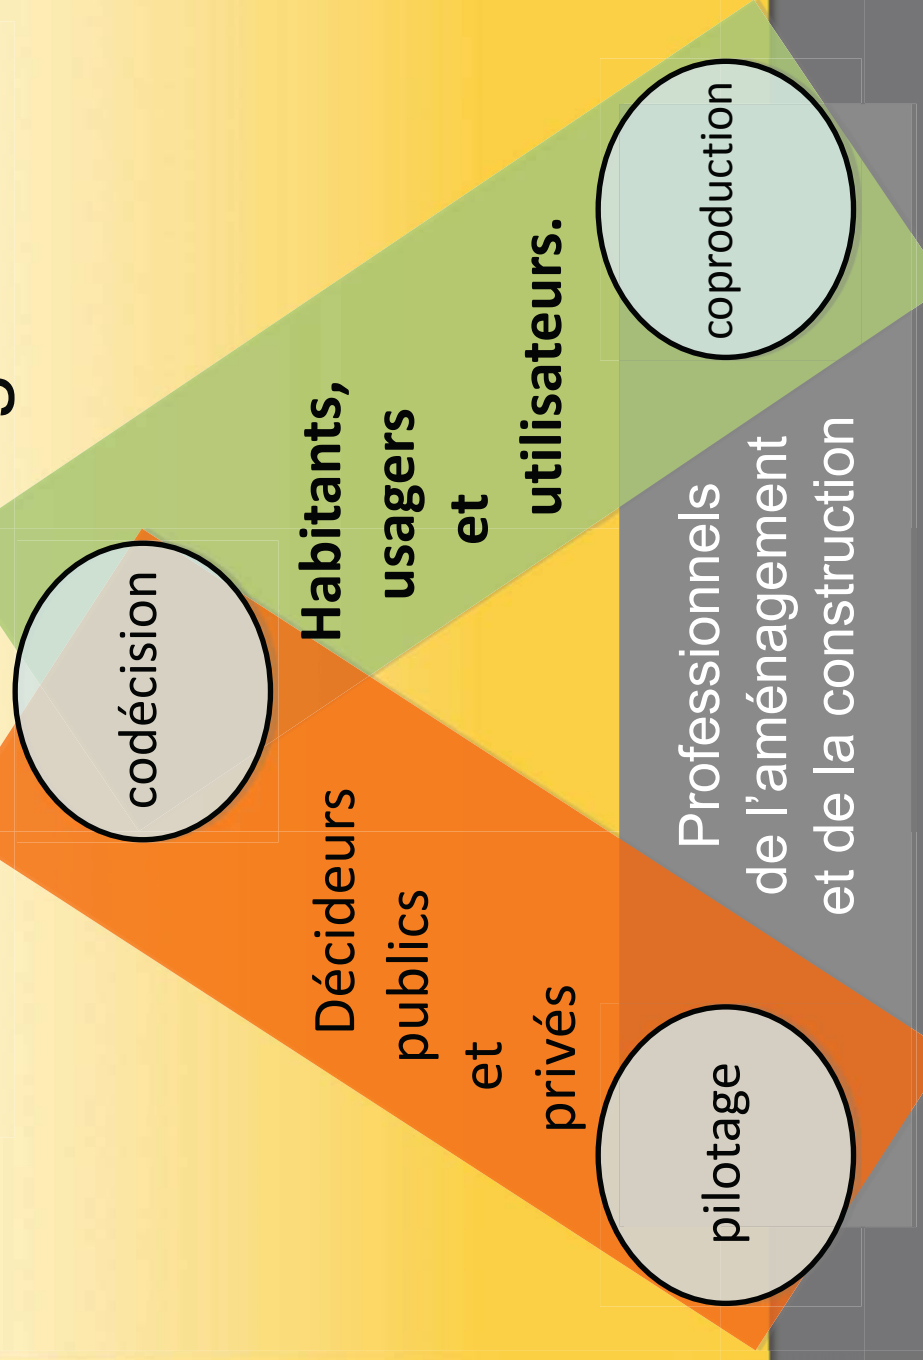 codécision
Décideurs
publics
et
privés
Habitants,
usagers
et
utilisateurs.
pilotage
Professionnels
de l’aménagement
et de la construction
coproduction